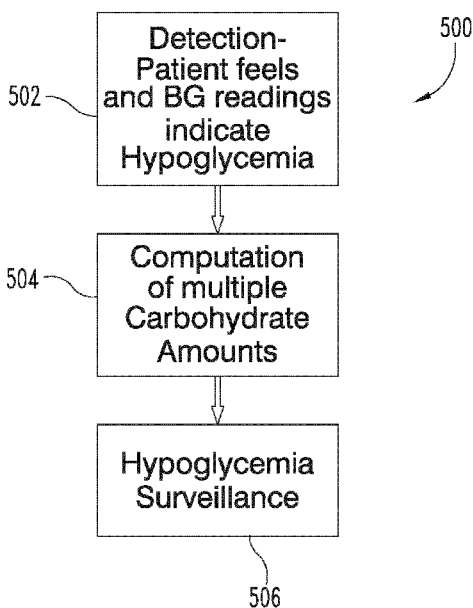 500
502
Detection-
Patient feels
and BG readings
indicate
Hypoglycemia
504
Computation
of multiple
Carbohydrate
Amounts
Hypoglycemia
Surveillance
506